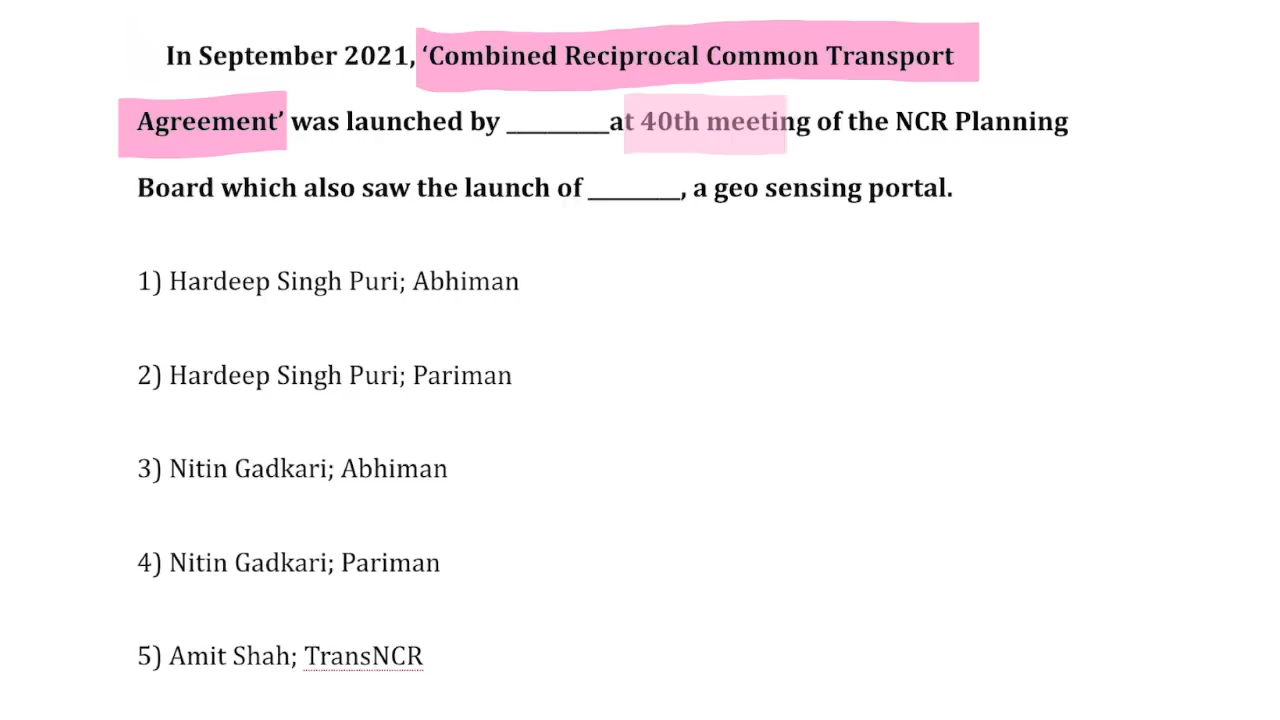 In September 2021, ‘Combined Reciprocal Common Transport
Agreement’ was launched by ________at 40th meeting of the NCR Planning
Board which also saw the launch of _______, a geo sensing portal.
1) Hardeep Singh Puri; Abhiman
2) Hardeep Singh Puri; Pariman
3) Nitin Gadkari; Abhiman
4) Nitin Gadkari; Pariman
5) Amit Shah; TransNCR